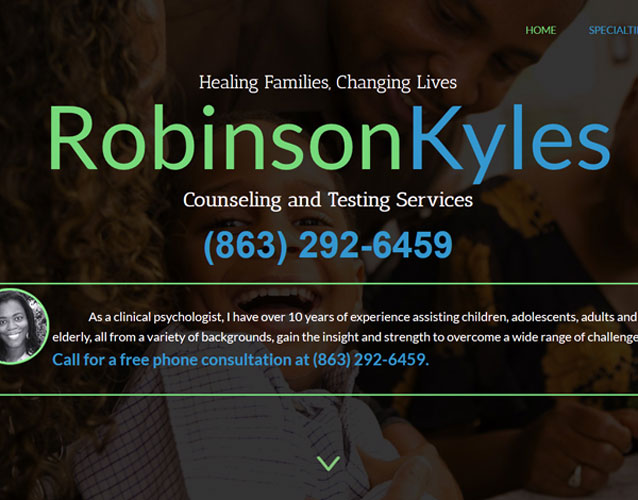 HOME SPECIALTI
Healing Families, Changing Lives
RobinsonKyles
Counseling and Testing Services
(863) 292-6459
As a clinical psychologist, I have over 10 years of experience assisting children, adolescents, adults and
elderly, all from a variety of backgrounds, gain the insight and strength to overcome a wide range of challenge
Call for a free phone consultation at (863) 292-6459.